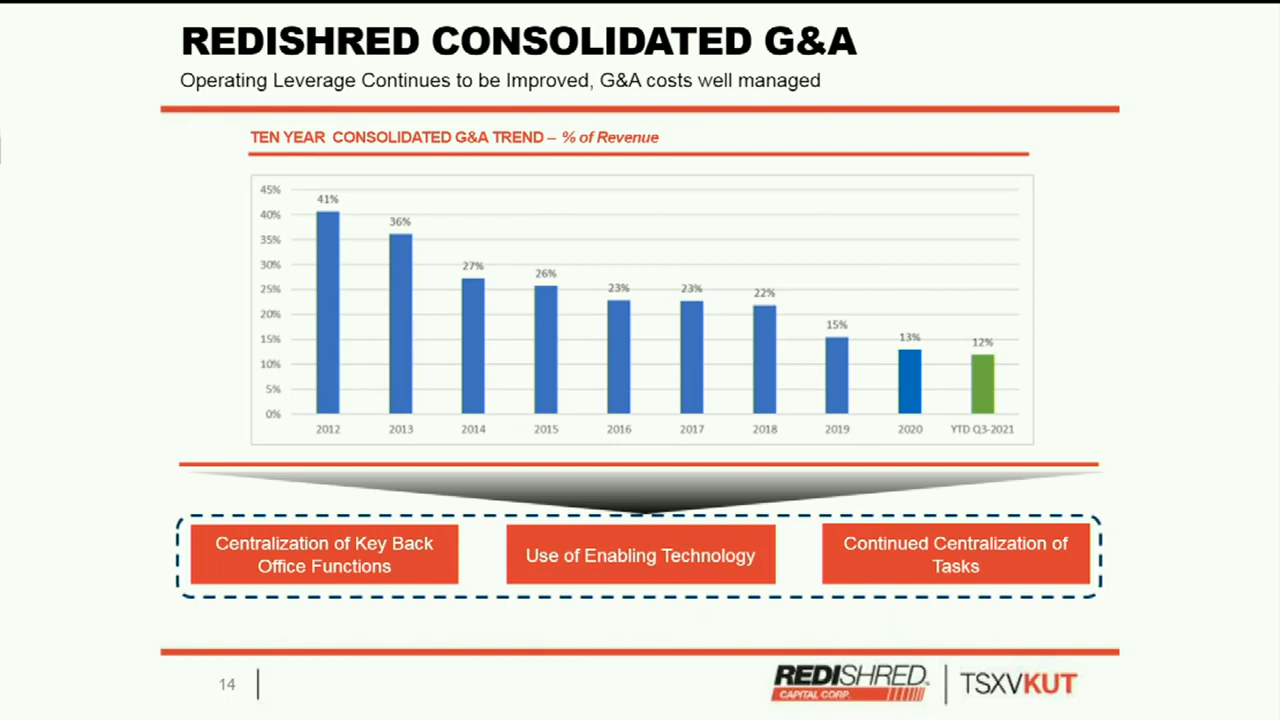 REDISHRED CONSOLIDATED G&A
Operating Leverage Continues to be Improved, G&A costs well managed
TEN YEAR CONSOLIDATED G&A TREND – % of Revenue
45%
40%
35%
30%
25%
20%
15%
10%
5%
0%
41%
36%
27%
26%
23%
23%
22%
15%
13%
12%
2012 2013 2014 2015 2016 2017 2018 2019 2020 YTD Q3-2021
Centralization of Key Back
Office Functions
Use of Enabling Technology
Continued Centralization of
Tasks
14
REDISHRED
CAPITAL CORP.
TSXVKUT